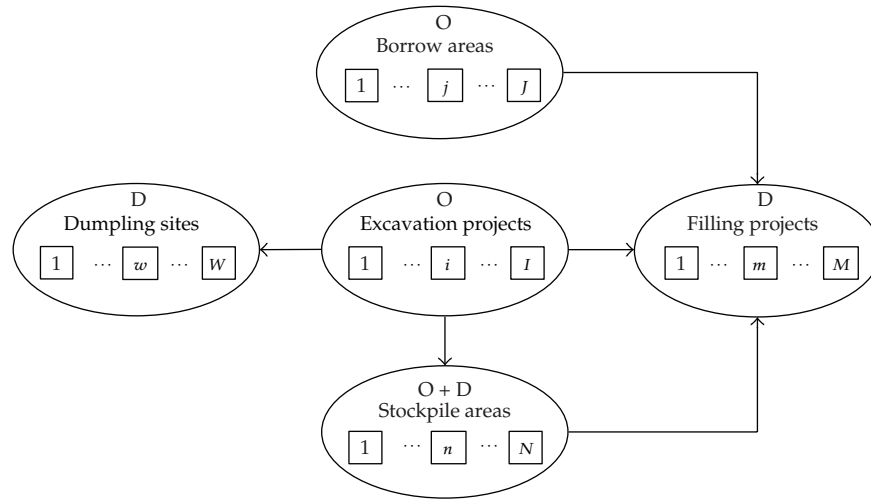 O
Borrow areas
1 ... j ... J
D
Dumpling sites
1 ... w ... W
O
Excavation projects
1 ... i ... I
D
Filling projects
1 ... m ... M
O + D
Stockpile areas
1 ... n ... N